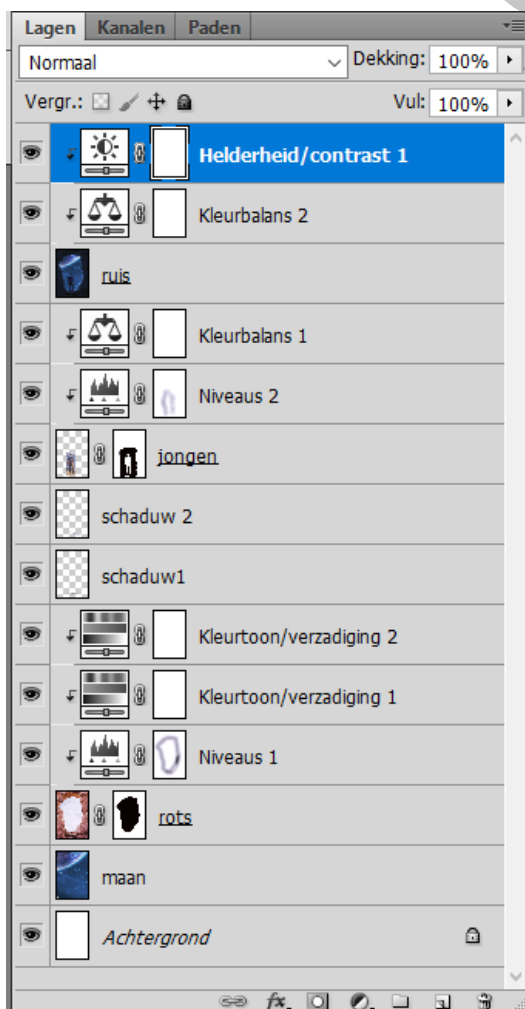 Lagen Kanalen Paden
Normaal Dekking: 100%
Vergr.: Vul: 100%
Helderheid/contrast 1
Kleurbalans 2
ruis
Kleurbalans 1
Niveaus 2
jongen
schaduw 2
schaduw1
Kleurtoon/verzadiging 2
Kleurtoon/verzadiging 1
Niveaus 1
rots
maan
Achtergrond
fx.